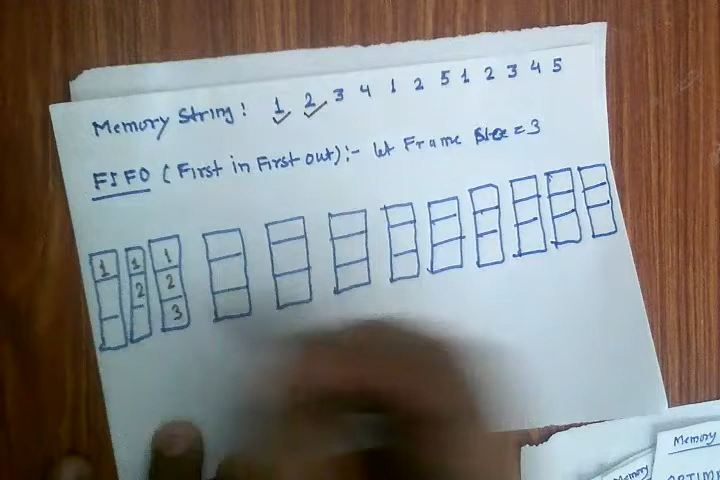 Memory String: 1 2 3 4 1 2 5 1 2 3 4 5
FIFO (First in First out):- let Frame Size = 3
1 1 1
2 2
3
Memory
Memory